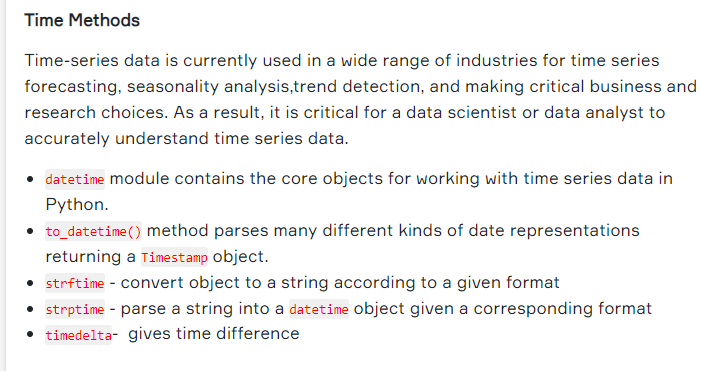 Time Methods
Time-series data is currently used in a wide range of industries for time series
forecasting, seasonality analysis,trend detection, and making critical business and
research choices. As a result, it is critical for a data scientist or data analyst to
accurately understand time series data.
• datetime module contains the core objects for working with time series data in
Python.
• to_datetime() method parses many different kinds of date representations
returning a Timestamp object.
• strftime - convert object to a string according to a given format
• strptime - parse a string into a datetime object given a corresponding format
• timedelta- gives time difference